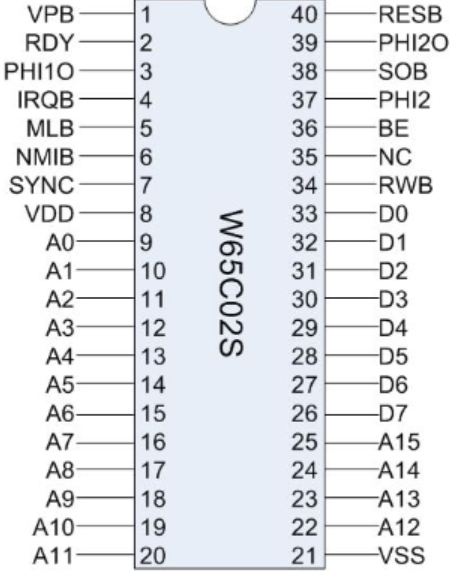 VPB 1 40 RESB
RDY 2 39 PHI2O
PHI1O 3 38 SOB
IRQB 4 37 PHI2
MLB 5 36 BE
NMIB 6 35 NC
SYNC 7 34 RWB
VDD 8 33 D0
A0 9 32 D1
A1 10 31 D2
A2 11 30 D3
A3 12 29 D4
A4 13 28 D5
A5 14 27 D6
A6 15 26 D7
A7 16 25 A15
A8 17 24 A14
A9 18 23 A13
A10 19 22 A12
A11 20 21 VSS
W65C02S